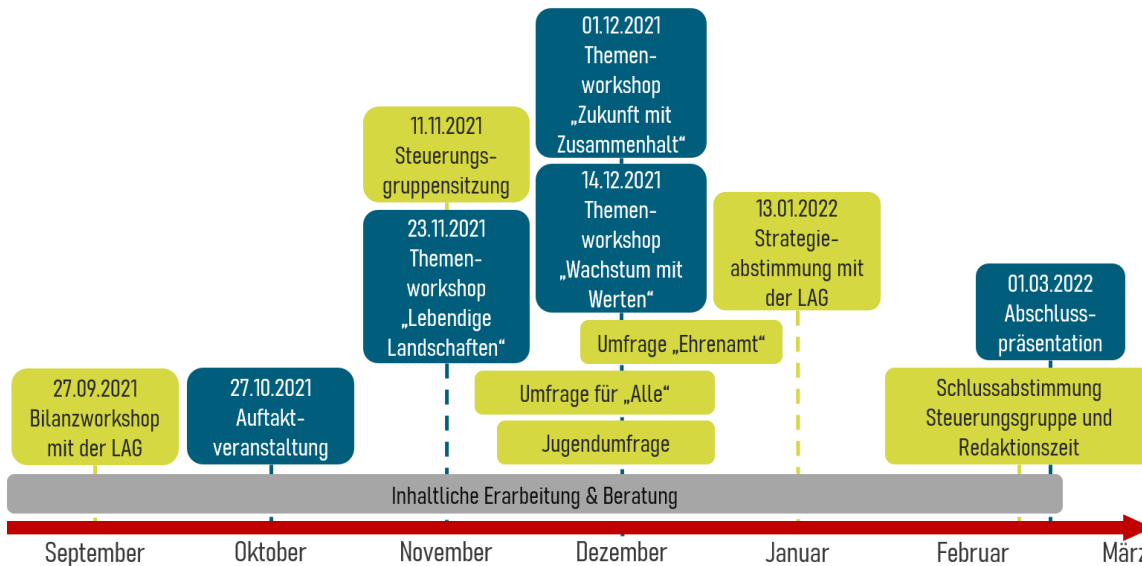 01.12.2021
Themen-
workshop
„Zukunft mit
Zusammenhalt“
11.11.2021
Steuerungs-
gruppensitzung
14.12.2021
Themen-
workshop
„Wachstum mit
Werten“
13.01.2022
Strategie-
abstimmung mit
der LAG
23.11.2021
Themen-
workshop
„Lebendige
Landschaften“
01.03.2022
Abschluss-
präsentation
Umfrage „Ehrenamt“
27.09.2021
Bilanzworkshop
mit der LAG
27.10.2021
Auftakt-
veranstaltung
Umfrage für „Alle“
Jugendumfrage
Schlussabstimmung
Steuerungsgruppe und
Redaktionszeit
Inhaltliche Erarbeitung & Beratung
September Oktober November Dezember Januar Februar März